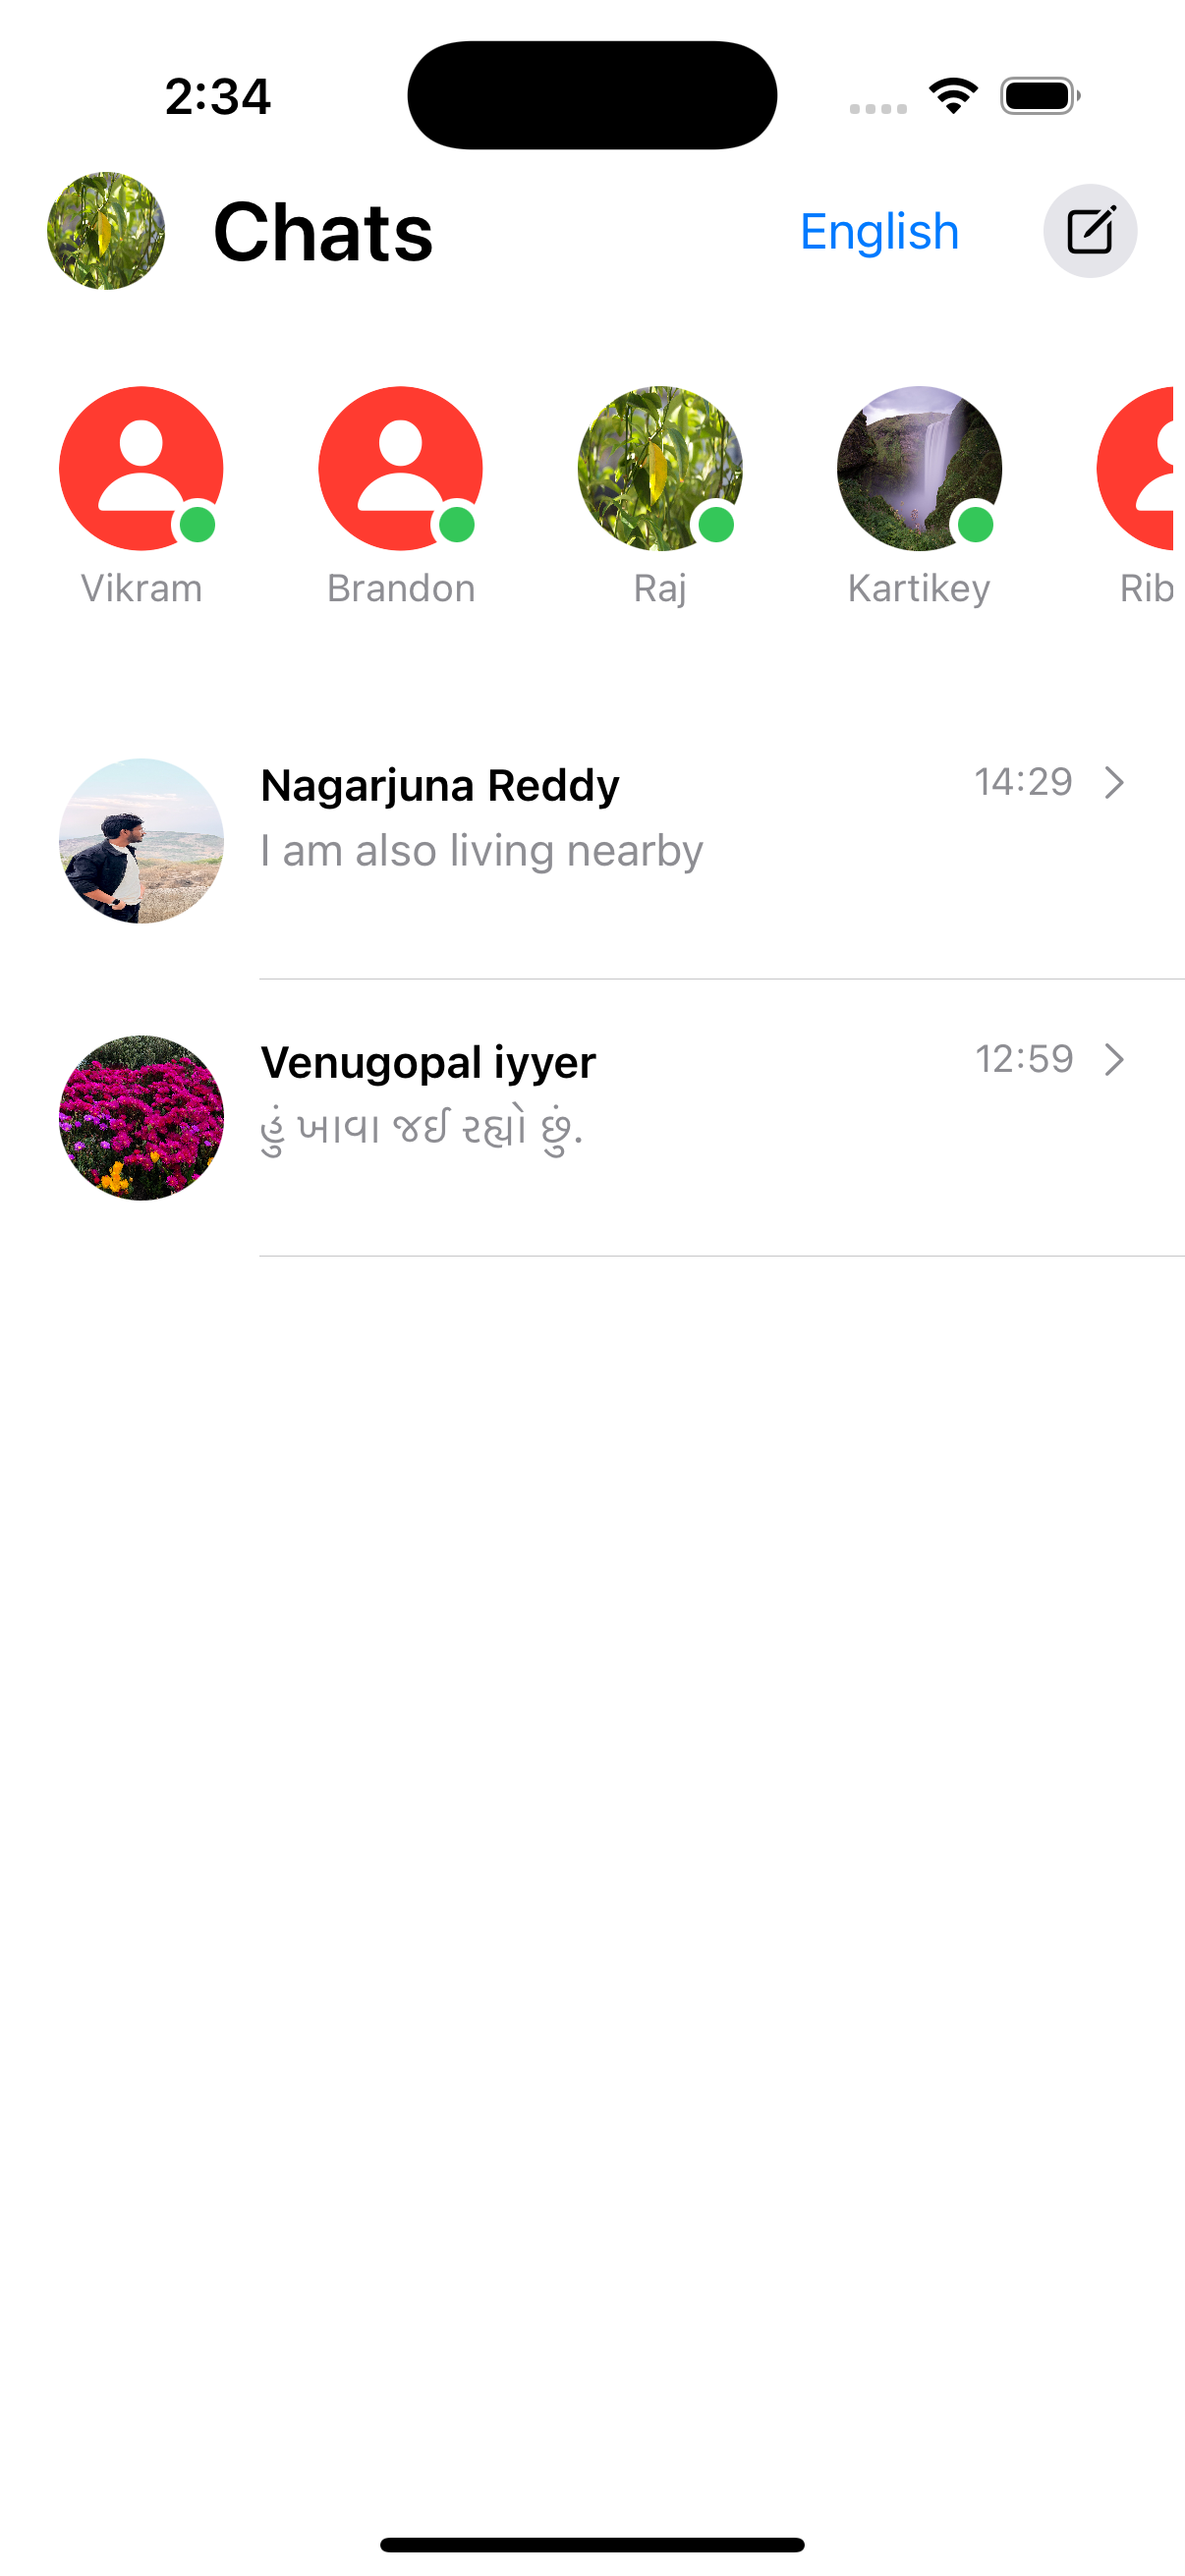 2:34
Chats English
Vikram Brandon Raj Kartikey Rib
Nagarjuna Reddy 14:29
I am also living nearby
Venugopal iyyer 12:59
હું ખાવા જઈ રહ્યો છું.